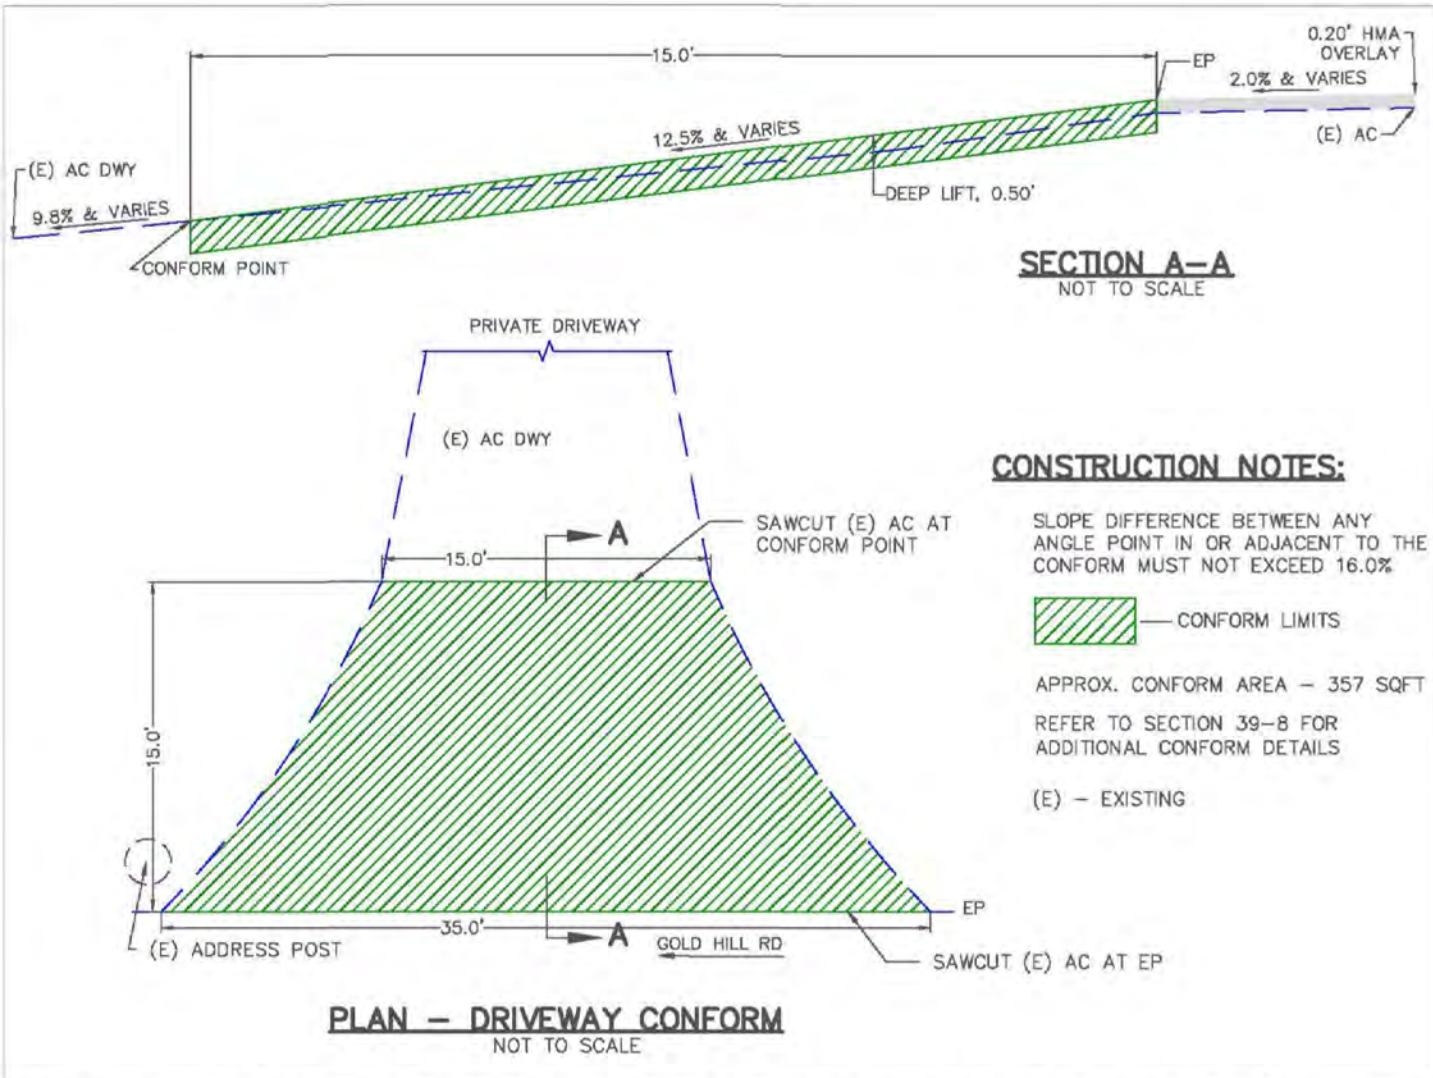 15.0'
0.20' HMA
OVERLAY
EP
2.0% & VARIES
12.5% & VARIES
(E) AC
(E) AC DWY
DEEP LIFT, 0.50'
9.8% & VARIES
CONFORM POINT
SECTION A-A
NOT TO SCALE
PRIVATE DRIVEWAY
(E) AC DWY
CONSTRUCTION NOTES:
SLOPE DIFFERENCE BETWEEN ANY
ANGLE POINT IN OR ADJACENT TO THE
CONFORM MUST NOT EXCEED 16.0%
SAWCUT (E) AC AT
CONFORM POINT
A
15.0'
CONFORM LIMITS
APPROX. CONFORM AREA - 357 SQFT
REFER TO SECTION 39-8 FOR
ADDITIONAL CONFORM DETAILS
15.0'
(E) - EXISTING
EP
35.0'
A
(E) ADDRESS POST
GOLD HILL RD
SAWCUT (E) AC AT EP
PLAN - DRIVEWAY CONFORM
NOT TO SCALE